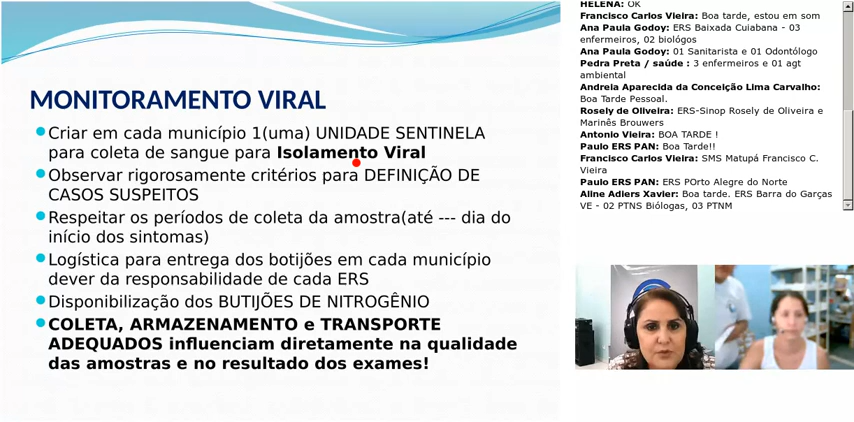 MONITORAMENTO VIRAL
Criar em cada município 1(uma) UNIDADE SENTINELA
para coleta de sangue para Isolamento Viral
Observar rigorosamente critérios para DEFINIÇÃO DE
CASOS SUSPEITOS
Respeitar os períodos de coleta da amostra(até --- dia do
início dos sintomas)
Logística para entrega dos botijões em cada município
dever da responsabilidade de cada ERS
Disponibilização dos BUTIJÕES DE NITROGÊNIO
COLETA, ARMAZENAMENTO e TRANSPORTE
ADEQUADOS influenciam diretamente na qualidade
das amostras e no resultado dos exames!
HELENA: OK
Francisco Carlos Vieira: Boa tarde, estou em som
Ana Paula Godoy: ERS Baixada Cuiabana - 03
enfermeiros, 02 biológos
Ana Paula Godoy: 01 Sanitarista e 01 Odontólogo
Pedra Preta / saúde : 3 enfermeiros e 01 agt
ambiental
Andreia Aparecida da Conceição Lima Carvalho:
Boa Tarde Pessoal.
Rosely de Oliveira: ERS-Sinop Rosely de Oliveira e
Marinês Brouwers
Antonio Vieira: BOA TARDE !
Paulo ERS PAN: Boa Tarde!!
Francisco Carlos Vieira: SMS Matupá Francisco C.
Vieira
Paulo ERS PAN: ERS POrto Alegre do Norte
Aline Adiers Xavier: Boa tarde. ERS Barra do Garças
VE - 02 PTNS Biólogas, 03 PTNM